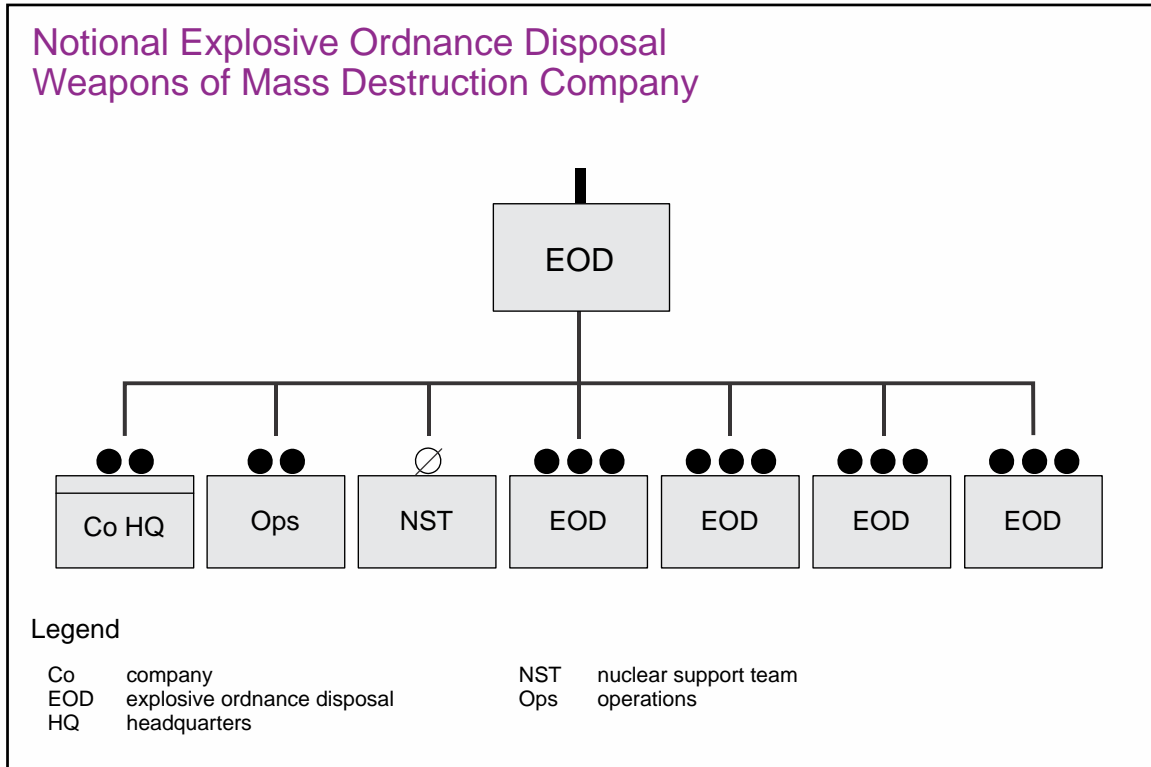 Notional Explosive Ordnance Disposal
Weapons of Mass Destruction Company
EOD
Co HQ
Ops
NST
EOD
EOD
EOD
EOD
Legend
Co company
EOD explosive ordnance disposal
HQ headquarters
NST nuclear support team
Ops operations